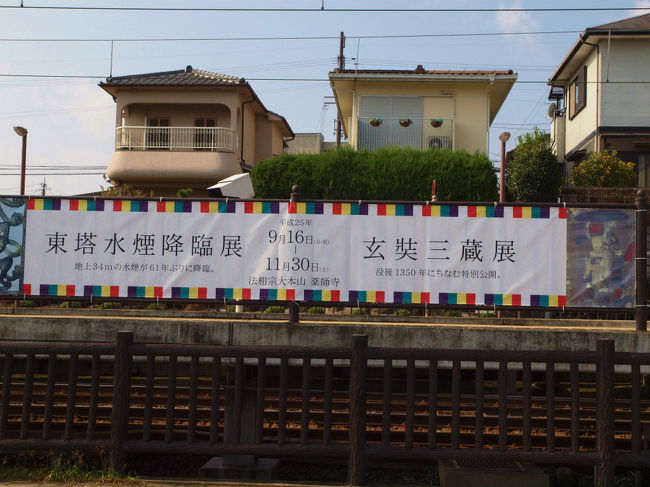 東塔水煙降臨展
地上34mの水煙が61年ぶりに降臨。
平成25年
9月16日(月・祝)
11月30日(土)
法相宗大本山 薬師寺
玄奘三蔵展
没後1350年にちなむ特別公開。